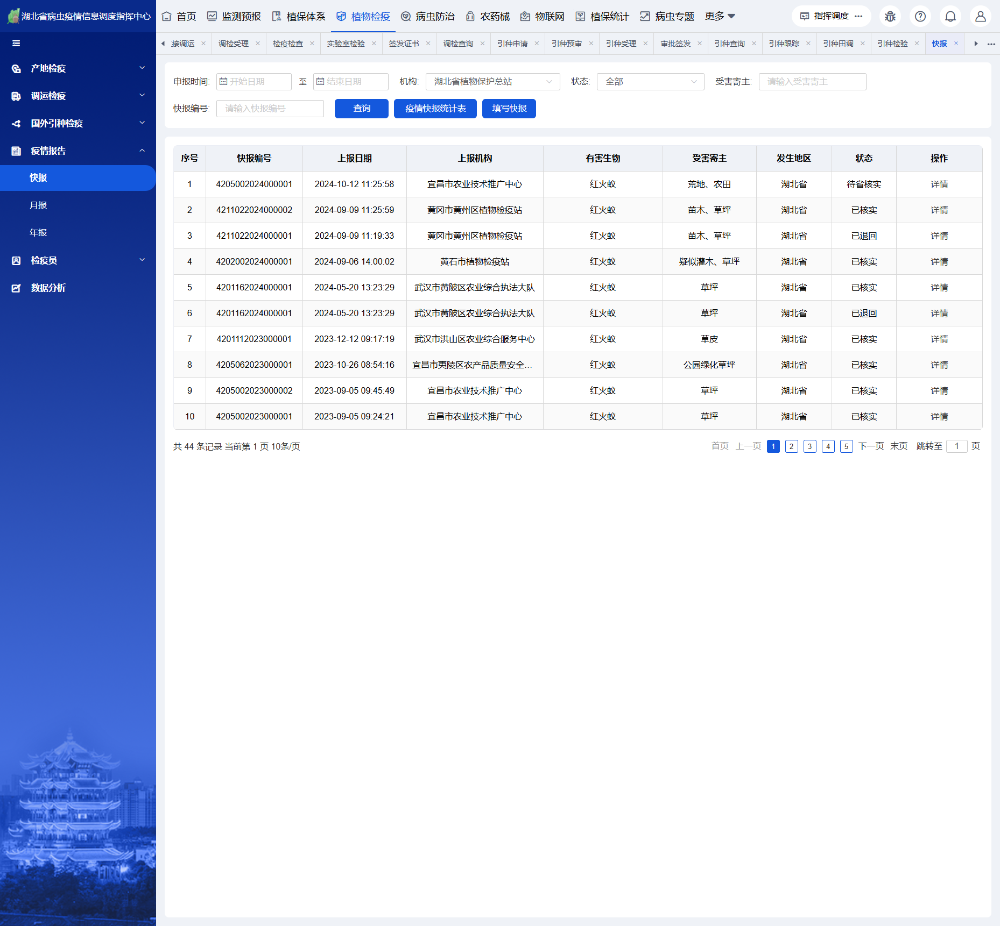 湖北省病虫疫情信息调度指挥中心
首页 监测预报 植保体系 植物检疫 病虫防治 农药械 物联网 植保统计 病虫专题 更多
指挥调度
产地检疫
调运检疫
国外引种检疫
疫情报告
快报
月报
年报
检疫员
数据分析
接调运 调检受理 检疫检查 实验室检验 签发证书 调检查询 引种申请 引种预审 引种受理 审批签发 引种查询 引种跟踪 引种田调 引种检验 快报
申报时间: 开始日期 至 结束日期 机构: 湖北省植物保护总站 状态: 全部 受害寄主: 请输入受害寄主
快报编号: 请输入快报编号 查询 疫情快报统计表 填写快报
序号 快报编号 上报日期 上报机构 有害生物 受害寄主 发生地区 状态 操作
1 4205002024000001 2024-10-12 11:25:58 宜昌市农业技术推广中心 红火蚁 荒地、农田 湖北省 待省核实 详情
2 4211022024000002 2024-09-09 11:25:59 黄冈市黄州区植物检疫站 红火蚁 苗木、草坪 湖北省 已核实 详情
3 4211022024000001 2024-09-09 11:19:33 黄冈市黄州区植物检疫站 红火蚁 苗木、草坪 湖北省 已退回 详情
4 4202002024000001 2024-09-06 14:00:02 黄石市植物检疫站 红火蚁 疑似灌木、草坪 湖北省 已核实 详情
5 4201162024000001 2024-05-20 13:23:29 武汉市黄陂区农业综合执法大队 红火蚁 草坪 湖北省 已核实 详情
6 4201162024000001 2024-05-20 13:23:29 武汉市黄陂区农业综合执法大队 红火蚁 草坪 湖北省 已退回 详情
7 4201112023000001 2023-12-12 09:17:19 武汉市洪山区农业综合服务中心 红火蚁 草皮 湖北省 已核实 详情
8 4205062023000001 2023-10-26 08:54:16 宜昌市夷陵区农产品质量安全... 红火蚁 公园绿化草坪 湖北省 已核实 详情
9 4205002023000002 2023-09-05 09:45:49 宜昌市农业技术推广中心 红火蚁 草坪 湖北省 已核实 详情
10 4205002023000001 2023-09-05 09:24:21 宜昌市农业技术推广中心 红火蚁 草坪 湖北省 已核实 详情
共 44 条记录 当前第 1 页 10条/页
首页 上一页 1 2 3 4 5 下一页 末页 跳转至 1 页